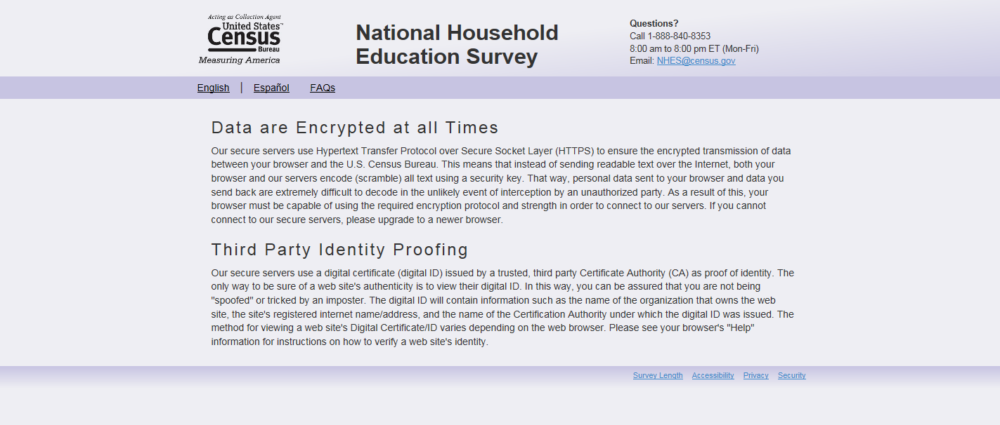 Acting as Collection Agent
United States™
Census
Bureau
Measuring America
National Household
Education Survey
Questions?
Call 1-888-840-8353
8:00 am to 8:00 pm ET (Mon-Fri)
Email: NHES@census.gov
English | Español FAQs
Data are Encrypted at all Times
Our secure servers use Hypertext Transfer Protocol over Secure Socket Layer (HTTPS) to ensure the encrypted transmission of data
between your browser and the U.S. Census Bureau. This means that instead of sending readable text over the Internet, both your
browser and our servers encode (scramble) all text using a security key. That way, personal data sent to your browser and data you
send back are extremely difficult to decode in the unlikely event of interception by an unauthorized party. As a result of this, your
browser must be capable of using the required encryption protocol and strength in order to connect to our servers. If you cannot
connect to our secure servers, please upgrade to a newer browser.
Third Party Identity Proofing
Our secure servers use a digital certificate (digital ID) issued by a trusted, third party Certificate Authority (CA) as proof of identity. The
only way to be sure of a web site's authenticity is to view their digital ID. In this way, you can be assured that you are not being
"spoofed" or tricked by an imposter. The digital ID will contain information such as the name of the organization that owns the web
site, the site's registered internet name/address, and the name of the Certification Authority under which the digital ID was issued. The
method for viewing a web site's Digital Certificate/ID varies depending on the web browser. Please see your browser's "Help"
information for instructions on how to verify a web site's identity.
Survey Length Accessibility Privacy Security